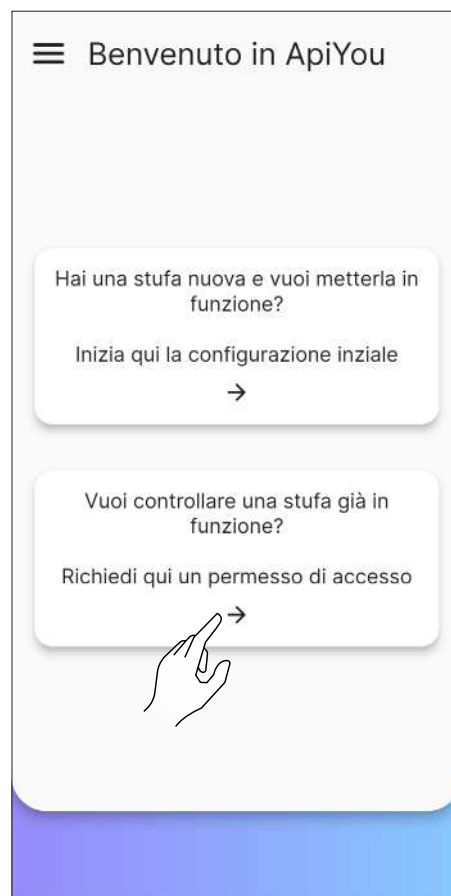 Benvenuto in ApiYou
Hai una stufa nuova e vuoi metterla in
funzione?
Inizia qui la configurazione inziale
Vuoi controllare una stufa già in
funzione?
Richiedi qui un permesso di accesso